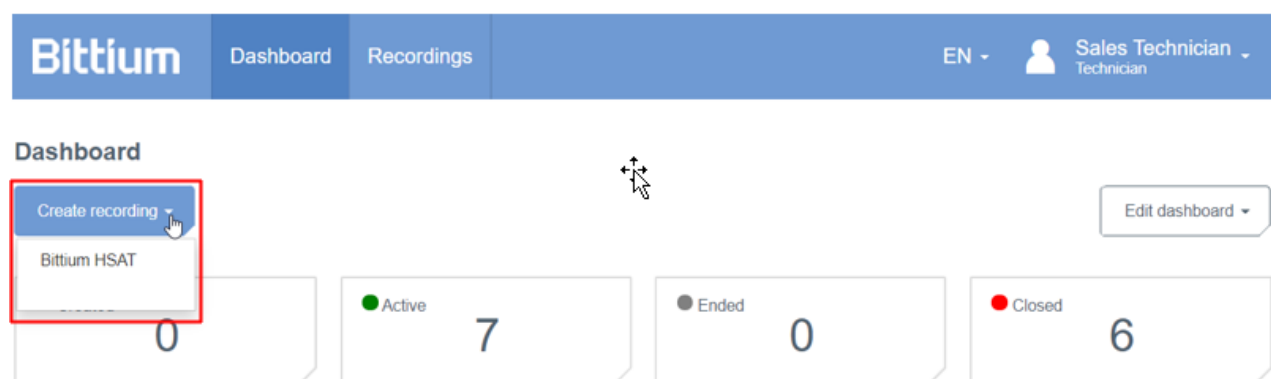 Bittium Dashboard Recordings EN Sales Technician
Technician
Dashboard
Create recording
Edit dashboard
Bittium HSAT
Active
Ended
Closed
0
7
0
6